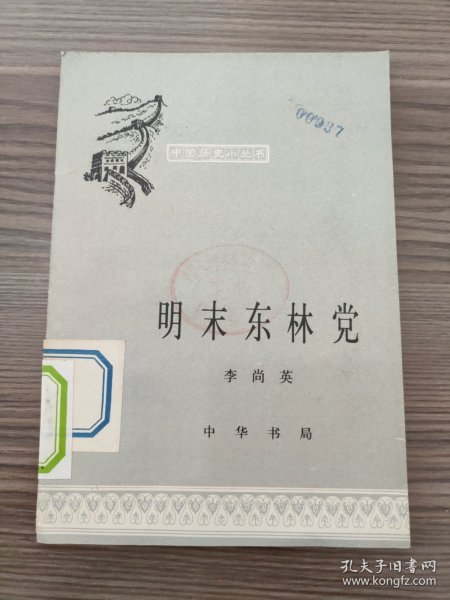 00937
中国历史小丛书
明末东林党
李尚英
中华书局
孔夫子旧书网
www.kongfz.com